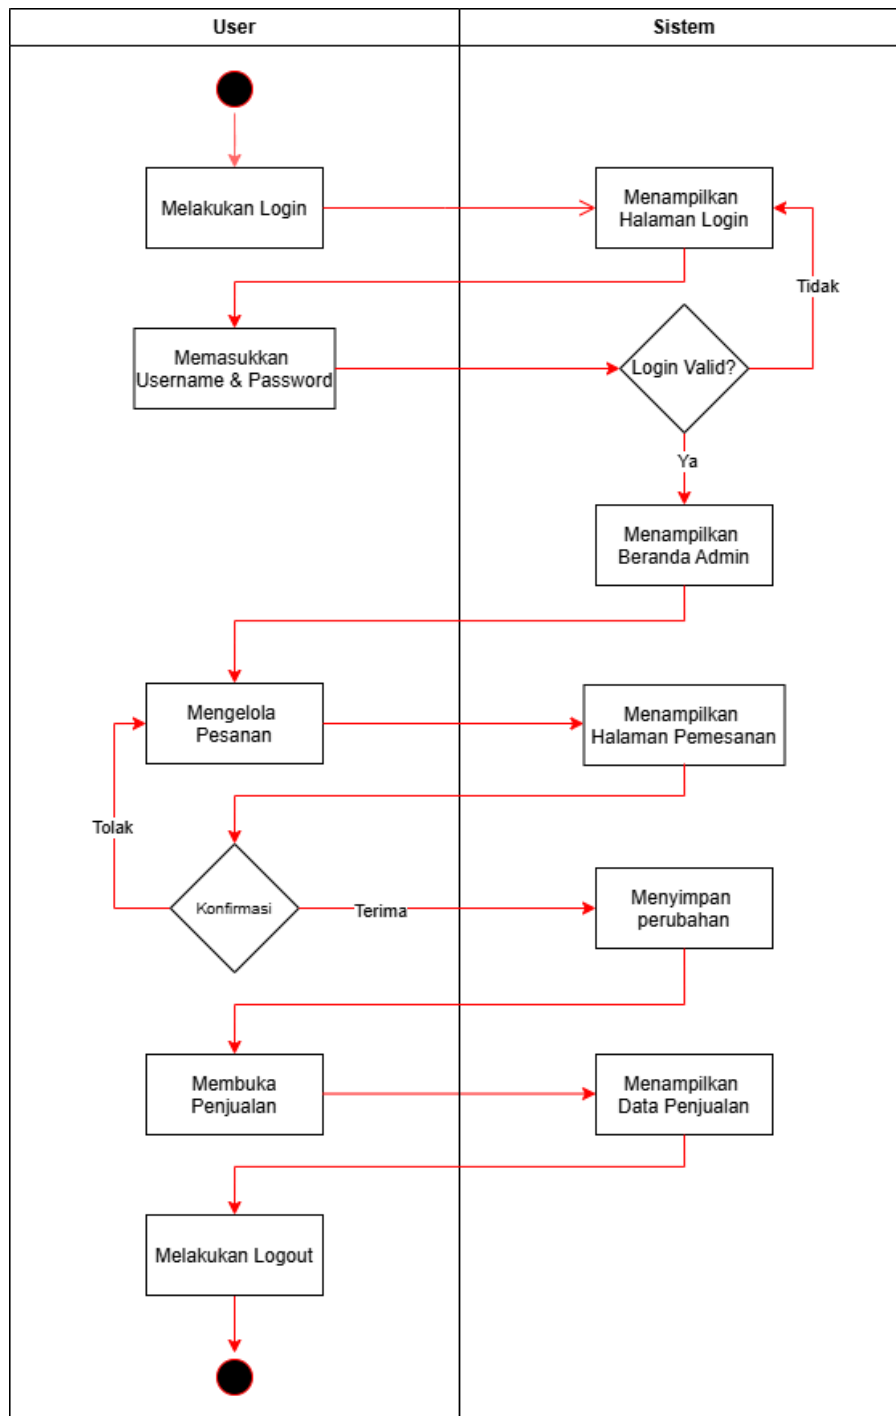 User
Sistem
Melakukan Login
Menampilkan
Halaman Login
Tidak
Memasukkan
Username & Password
Login Valid?
Ya
Menampilkan
Beranda Admin
Mengelola
Pesanan
Menampilkan
Halaman Pemesanan
Tolak
Konfirmasi
Terima
Menyimpan
perubahan
Membuka
Penjualan
Menampilkan
Data Penjualan
Melakukan Logout